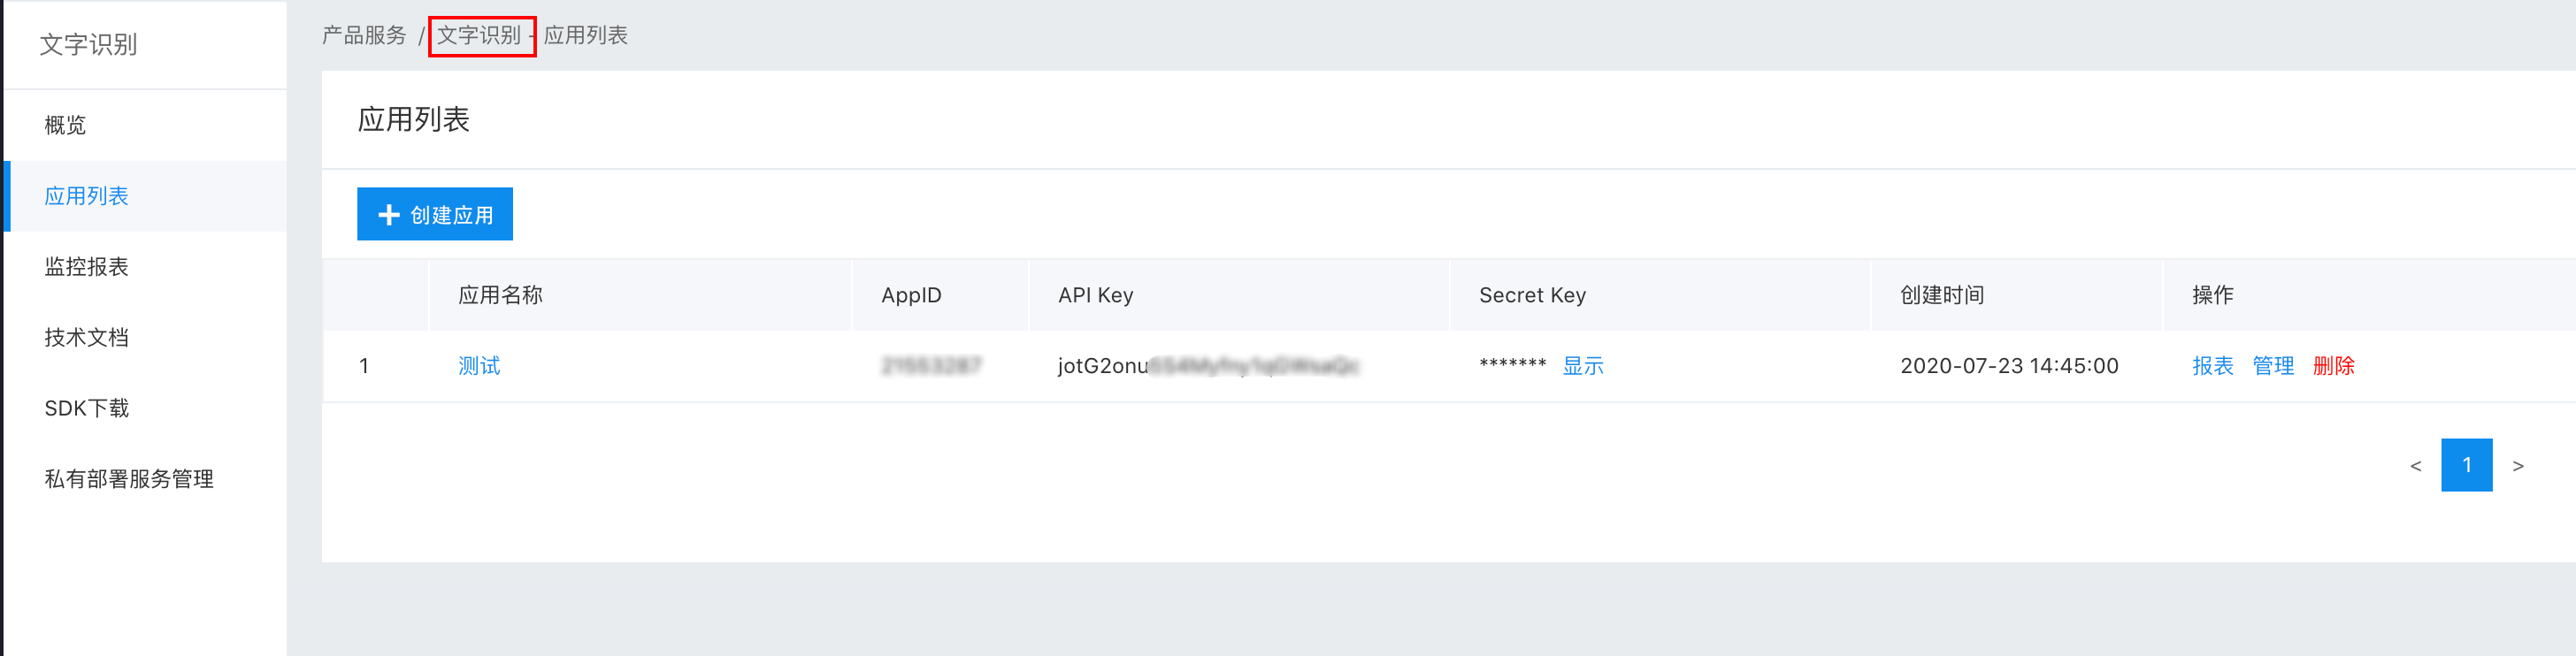 文字识别
概览
应用列表
监控报表
技术文档
SDK下载
私有部署服务管理
产品服务 / 文字识别 - 应用列表
应用列表
+ 创建应用
应用名称 AppID API Key Secret Key 创建时间 操作
1 测试 jotG2onu ******* 显示 2020-07-23 14:45:00 报表 管理 删除
< 1 >